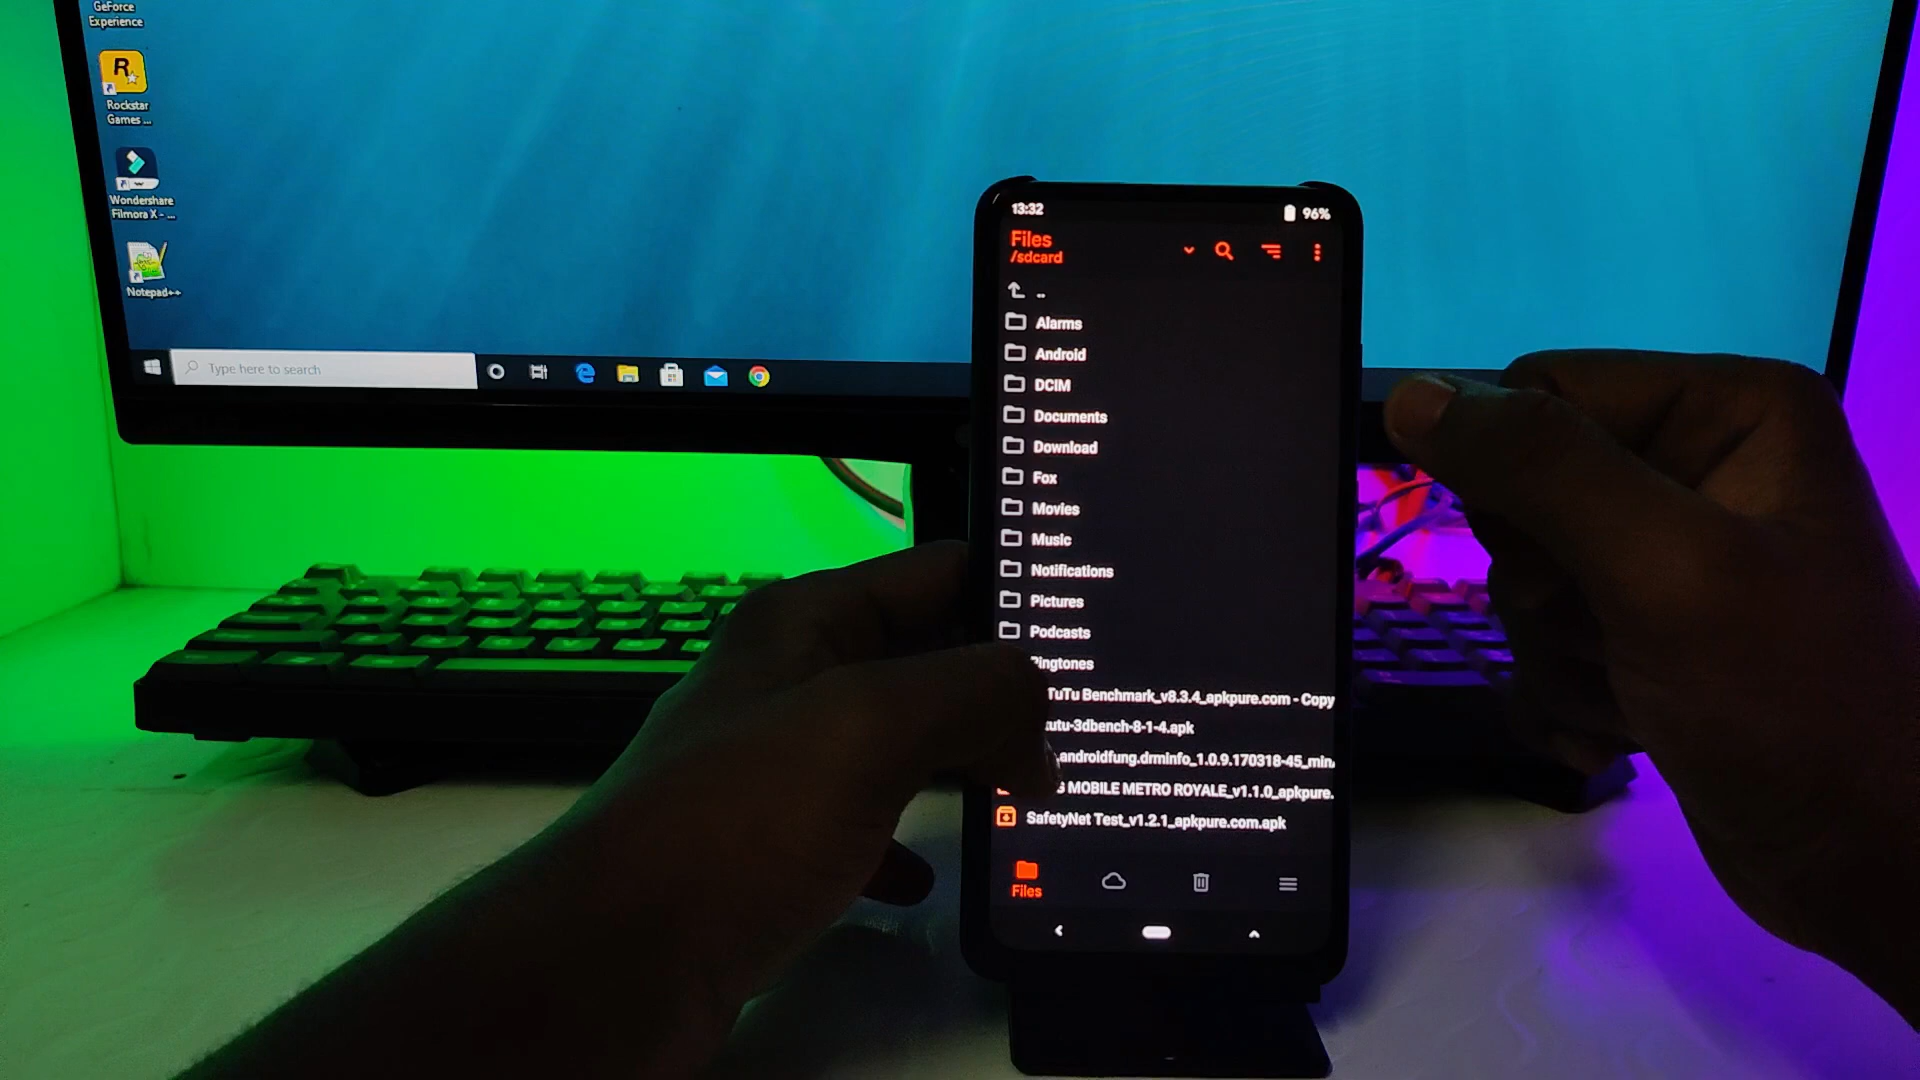 GeForce
Experience
R
Rockstar
Games ...
Wondershare
Filmora X - ...
Notepad++
Type here to search
13:32
96%
Files
/sdcard
..
Alarms
Android
DCIM
Documents
Download
Fox
Movies
Music
Notifications
Pictures
Podcasts
ingtones
TuTu Benchmark_v8.3.4_apkpure.com - Copy
utu-3dbench-8-1-4.apk
.androidfung.drminfo_1.0.9.170318-45_min
MOBILE METRO ROYALE_v1.1.0_apkpure.
SafetyNet Test_v1.2.1_apkpure.com.apk
Files